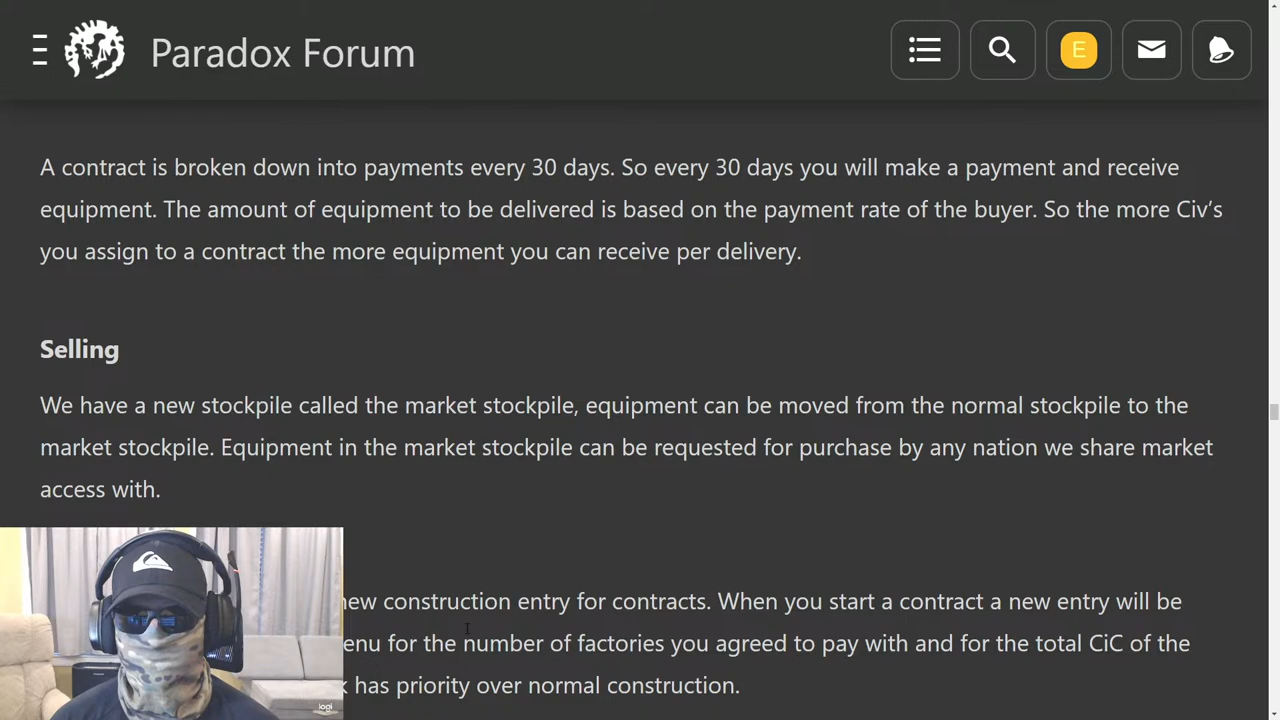 Paradox Forum
E
A contract is broken down into payments every 30 days. So every 30 days you will make a payment and receive
equipment. The amount of equipment to be delivered is based on the payment rate of the buyer. So the more Civ’s
you assign to a contract the more equipment you can receive per delivery.
Selling
We have a new stockpile called the market stockpile, equipment can be moved from the normal stockpile to the
market stockpile. Equipment in the market stockpile can be requested for purchase by any nation we share market
access with.
new construction entry for contracts. When you start a contract a new entry will be
for the number of factories you agreed to pay with and for the total CiC of the
has priority over normal construction.
logi